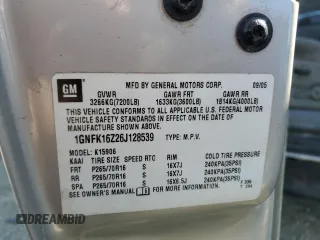 GM
MFD BY GENERAL MOTORS CORP. 09/05
GVWR GAWR FRT GAWR RR
3266KG(7200LB) 1633KG(3600LB) 1814KG(4000LB)
THIS VEHICLE CONFORMS TO ALL APPLICABLE U.S. FEDERAL MOTOR
VEHICLE SAFETY STANDARDS IN EFFECT ON THE DATE OF
MANUFACTURE SHOWN ABOVE.
1GNFK16Z26J128539 TYPE: M.P.V.
MODEL: K15906
KAAI TIRE SIZE SPEED RTG RIM COLD TIRE PRESSURE
FRT P265/70R16 S 16X7J 240KPA(35PSI)
RR P265/70R16 S 16X7J 240KPA(35PSI)
SPA P265/70R16 S 16X6.5J 240KPA(35PSI)
SEE OWNER'S MANUAL FOR ADDITIONAL INFORMATION.
DREAMBID